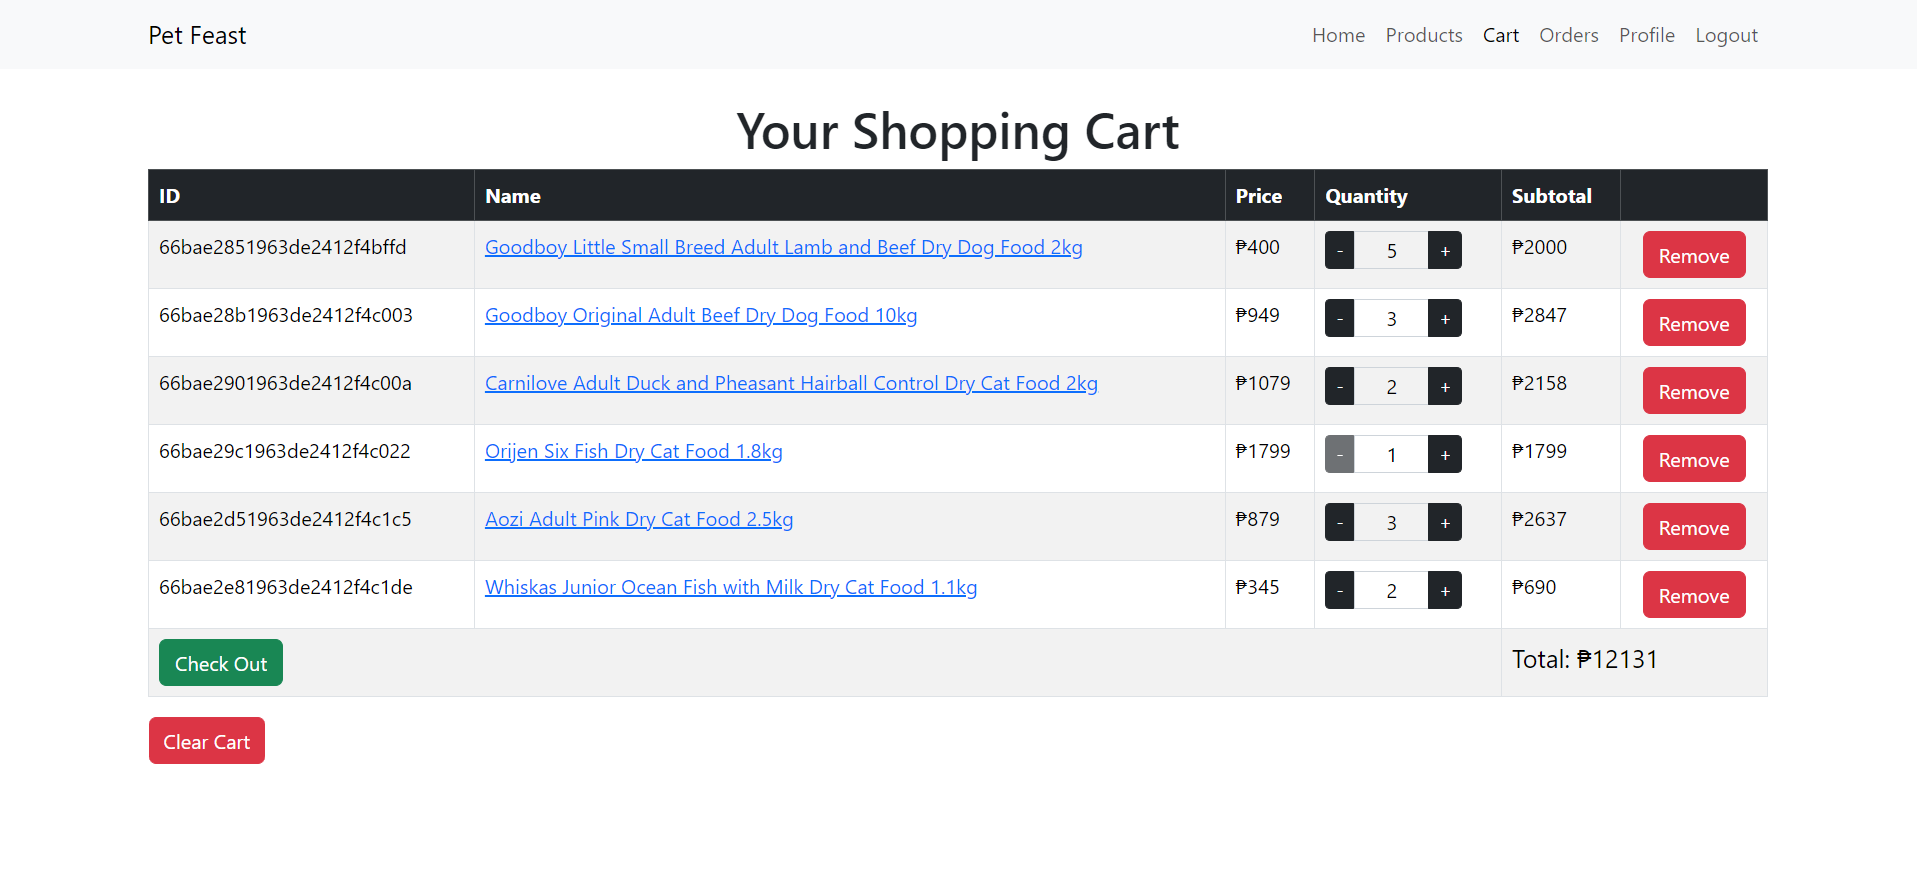 Pet Feast Home Products Cart Orders Profile Logout
Your Shopping Cart
ID Name Price Quantity Subtotal
66bae2851963de2412f4bffd Goodboy Little Small Breed Adult Lamb and Beef Dry Dog Food 2kg ₱400 - 5 + ₱2000 Remove
66bae28b1963de2412f4c003 Goodboy Original Adult Beef Dry Dog Food 10kg ₱949 - 3 + ₱2847 Remove
66bae2901963de2412f4c00a Carnilove Adult Duck and Pheasant Hairball Control Dry Cat Food 2kg ₱1079 - 2 + ₱2158 Remove
66bae29c1963de2412f4c022 Orijen Six Fish Dry Cat Food 1.8kg ₱1799 - 1 + ₱1799 Remove
66bae2d51963de2412f4c1c5 Aozi Adult Pink Dry Cat Food 2.5kg ₱879 - 3 + ₱2637 Remove
66bae2e81963de2412f4c1de Whiskas Junior Ocean Fish with Milk Dry Cat Food 1.1kg ₱345 - 2 + ₱690 Remove
Check Out Total: ₱12131
Clear Cart